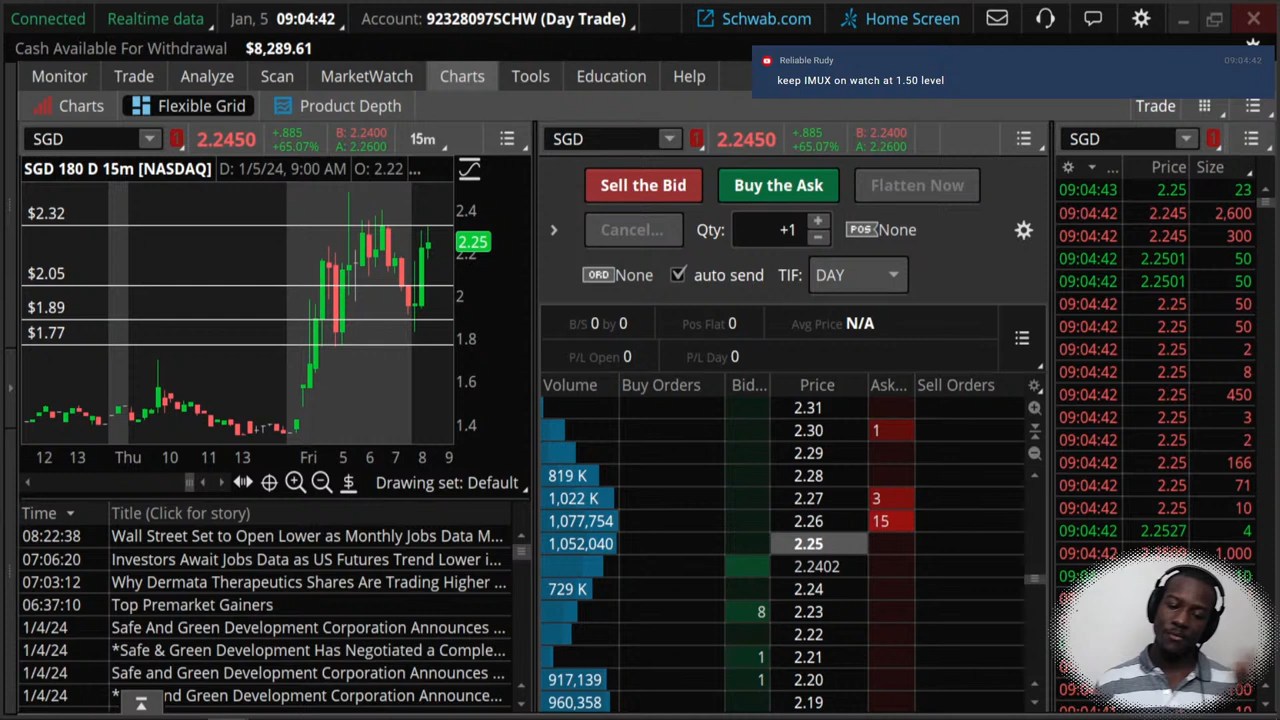 Connected Realtime data Jan, 5 09:04:42 Account: 92328097SCHW (Day Trade) Schwab.com Home Screen
Cash Available For Withdrawal $8,289.61
Reliable Rudy 09:04:42
keep IMUX on watch at 1.50 level
Monitor Trade Analyze Scan MarketWatch Charts Tools Education Help
Charts Flexible Grid Product Depth Trade
SGD 1 2.2450 +.885 +65.07% B: 2.2400 A: 2.2600 15m
SGD 180 D 15m [NASDAQ] D: 1/5/24, 9:00 AM O: 2.22 ...
$2.32
$2.05
$1.89
$1.77
2.4
2.25
2.2
2
1.8
1.6
1.4
12 13 Thu 10 11 13 Fri 5 6 7 8 9
Drawing set: Default
Time Title (Click for story)
08:22:38 Wall Street Set to Open Lower as Monthly Jobs Data M...
07:06:20 Investors Await Jobs Data as US Futures Trend Lower i...
07:03:12 Why Dermata Therapeutics Shares Are Trading Higher ...
06:37:10 Top Premarket Gainers
1/4/24 Safe And Green Development Corporation Announces ...
1/4/24 *Safe & Green Development Has Negotiated a Comple...
1/4/24 Safe And Green Development Corporation Announces ...
1/4/24 * nd Green Development Corporation Announces ...
SGD 1 2.2450 +.885 +65.07% B: 2.2400 A: 2.2600
Sell the Bid Buy the Ask Flatten Now
Cancel... Qty: +1 POS None
ORD None auto send TIF: DAY
B/S 0 by 0 Pos Flat 0 Avg Price N/A
P/L Open 0 P/L Day 0
Volume Buy Orders Bid... Price Ask... Sell Orders
2.31
2.30 1
2.29
819 K 2.28
1,022 K 2.27 3
1,077,754 2.26 15
1,052,040 2.25
2.2402
729 K 2.24
8 2.23
2.22
1 2.21
917,139 1 2.20
960,358 2.19
SGD 1
... Price Size
09:04:43 2.25 23
09:04:42 2.245 2,600
09:04:42 2.245 300
09:04:42 2.2501 50
09:04:42 2.2501 50
09:04:42 2.25 50
09:04:42 2.25 50
09:04:42 2.25 2
09:04:42 2.25 8
09:04:42 2.25 450
09:04:42 2.25 3
09:04:42 2.25 2
09:04:42 2.25 166
09:04:42 2.25 71
09:04:42 2.25 10
09:04:42 2.2527 4
1,000